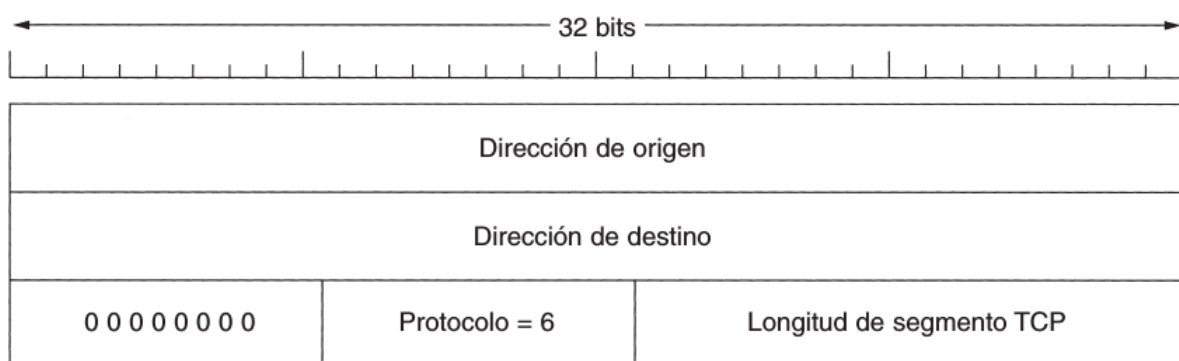 32 bits
Dirección de origen
Dirección de destino
0 0 0 0 0 0 0 0 Protocolo = 6 Longitud de segmento TCP